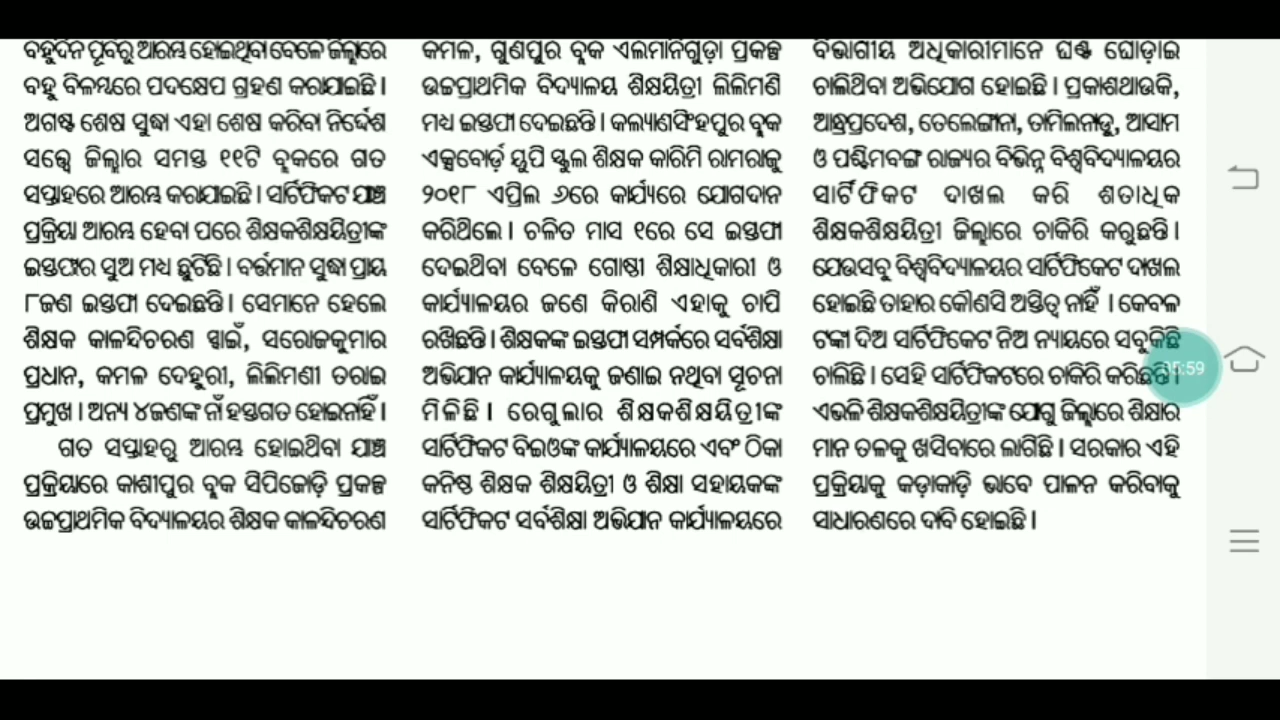 ବହୁଦିନ ପୂର୍ବରୁ ଆରମ୍ଭ ହୋଇଥିବା ବେଳେ ଜିଲ୍ଲାରେ
ବହୁ ବିଳମ୍ବରେ ପଦକ୍ଷେପ ଗ୍ରହଣ କରାଯାଇଛି ।
ଅଗଷ୍ଟ ଶେଷ ସୁଦ୍ଧା ଏହା ଶେଷ କରିବା ନିର୍ଦ୍ଦେଶ
ସତ୍ତ୍ୱେ ଜିଲ୍ଲାର ସମସ୍ତ ୧୧ଟି ବ୍ଲକରେ ଗତ
ସପ୍ତାହରେ ଆରମ୍ଭ କରାଯାଇଛି । ସାର୍ଟିଫିକଟ ଯାଞ୍ଚ
ପ୍ରକ୍ରିୟା ଆରମ୍ଭ ହେବା ପରେ ଶିକ୍ଷକଶିକ୍ଷୟିତ୍ରୀଙ୍କ
ଇସ୍ତଫାର ସୁଅ ମଧ୍ୟ ଛୁଟିଛି । ବର୍ତ୍ତମାନ ସୁଦ୍ଧା ପ୍ରାୟ
୮ଜଣ ଇସ୍ତଫା ଦେଇଛନ୍ତି । ସେମାନେ ହେଲେ
ଶିକ୍ଷକ କାଳନ୍ଦିଚରଣ ସ୍ୱାଇଁ, ସରୋଜକୁମାର
ପ୍ରଧାନ, କମଳ ଦେହୁରୀ, ଲିଲିମଣୀ ତରାଇ
ପ୍ରମୁଖ । ଅନ୍ୟ ୪ଜଣଙ୍କ ନାଁ ହସ୍ତଗତ ହୋଇନାହିଁ ।
ଗତ ସପ୍ତାହରୁ ଆରମ୍ଭ ହୋଇଥିବା ଯାଞ୍ଚ
ପ୍ରକ୍ରିୟାରେ କାଶୀପୁର ବ୍ଲକ ସିପିଜୋଡ଼ି ପ୍ରକଳ୍ପ
ଉଚ୍ଚପ୍ରାଥମିକ ବିଦ୍ୟାଳୟର ଶିକ୍ଷକ କାଳନ୍ଦିଚରଣ
କମଳ, ଗୁଣପୁର ବ୍ଲକ ଏଲମାନିଗୁଡ଼ା ପ୍ରକଳ୍ପ
ଉଚ୍ଚପ୍ରାଥମିକ ବିଦ୍ୟାଳୟ ଶିକ୍ଷୟିତ୍ରୀ ଲିଲିମଣି
ମଧ୍ୟ ଇସ୍ତଫା ଦେଇଛନ୍ତି । କଲ୍ୟାଣସିଂହପୁର ବ୍ଲକ
ଏକ୍ସବୋର୍ଡ଼ ୟୁପି ସ୍କୁଲ ଶିକ୍ଷକ କାରିମି ରାମରାଜୁ
୨୦୧୮ ଏପ୍ରିଲ ୬ରେ କାର୍ଯ୍ୟରେ ଯୋଗଦାନ
କରିଥିଲେ । ଚଳିତ ମାସ ୧ରେ ସେ ଇସ୍ତଫା
ଦେଇଥିବା ବେଳେ ଗୋଷ୍ଠୀ ଶିକ୍ଷାଧିକାରୀ ଓ
କାର୍ଯ୍ୟାଳୟର ଜଣେ କିରାଣି ଏହାକୁ ଚାପି
ରଖିଛନ୍ତି । ଶିକ୍ଷକଙ୍କ ଇସ୍ତଫା ସମ୍ପର୍କରେ ସର୍ବଶିକ୍ଷା
ଅଭିଯାନ କାର୍ଯ୍ୟାଳୟକୁ ଜଣାଇ ନଥିବା ସୂଚନା
ମିଳିଛି । ରେଗୁଲାର ଶିକ୍ଷକଶିକ୍ଷୟିତ୍ରୀଙ୍କ
ସାର୍ଟିଫିକଟ ବିଇଓଙ୍କ କାର୍ଯ୍ୟାଳୟରେ ଏବଂ ଠିକା
କନିଷ୍ଠ ଶିକ୍ଷକ ଶିକ୍ଷୟିତ୍ରୀ ଓ ଶିକ୍ଷା ସହାୟକଙ୍କ
ସାର୍ଟିଫିକଟ ସର୍ବଶିକ୍ଷା ଅଭିଯାନ କାର୍ଯ୍ୟାଳୟରେ
ବିଭାଗୀୟ ଅଧିକାରୀମାନେ ଘଣ୍ଟ ଘୋଡ଼ାଇ
ଚାଲିଥିବା ଅଭିଯୋଗ ହୋଇଛି । ପ୍ରକାଶଥାଉକି,
ଆନ୍ଧ୍ରପ୍ରଦେଶ, ତେଲେଙ୍ଗାନା, ତାମିଲନାଡୁ, ଆସାମ
ଓ ପଶ୍ଚିମବଙ୍ଗ ରାଜ୍ୟର ବିଭିନ୍ନ ବିଶ୍ୱବିଦ୍ୟାଳୟର
ସାର୍ଟିଫିକଟ ଦାଖଲ କରି ଶତାଧିକ
ଶିକ୍ଷକଶିକ୍ଷୟିତ୍ରୀ ଜିଲ୍ଲାରେ ଚାକିରି କରୁଛନ୍ତି ।
ଯେଉସବୁ ବିଶ୍ୱବିଦ୍ୟାଳୟର ସାର୍ଟିଫିକେଟ ଦାଖଲ
ହୋଇଛି ତାହାର କୌଣସି ଅସ୍ତିତ୍ୱ ନାହିଁ । କେବଳ
ଟଙ୍କା ଦିଅ ସାର୍ଟିଫିକେଟ ନିଅ ନ୍ୟାୟରେ ସବୁକିଛି
ଚାଲିଛି । ସେହି ସାର୍ଟିଫିକଟରେ ଚାକିରି କରିଛନ୍ତି ।
ଏଭଳି ଶିକ୍ଷକଶିକ୍ଷୟିତ୍ରୀଙ୍କ ଯୋଗୁ ଜିଲ୍ଲାରେ ଶିକ୍ଷାର
ମାନ ତଳକୁ ଖସିବାରେ ଲାଗିଛି । ସରକାର ଏହି
ପ୍ରକ୍ରିୟାକୁ କଡ଼ାକାଡ଼ି ଭାବେ ପାଳନ କରିବାକୁ
ସାଧାରଣରେ ଦାବି ହୋଇଛି ।
05:59